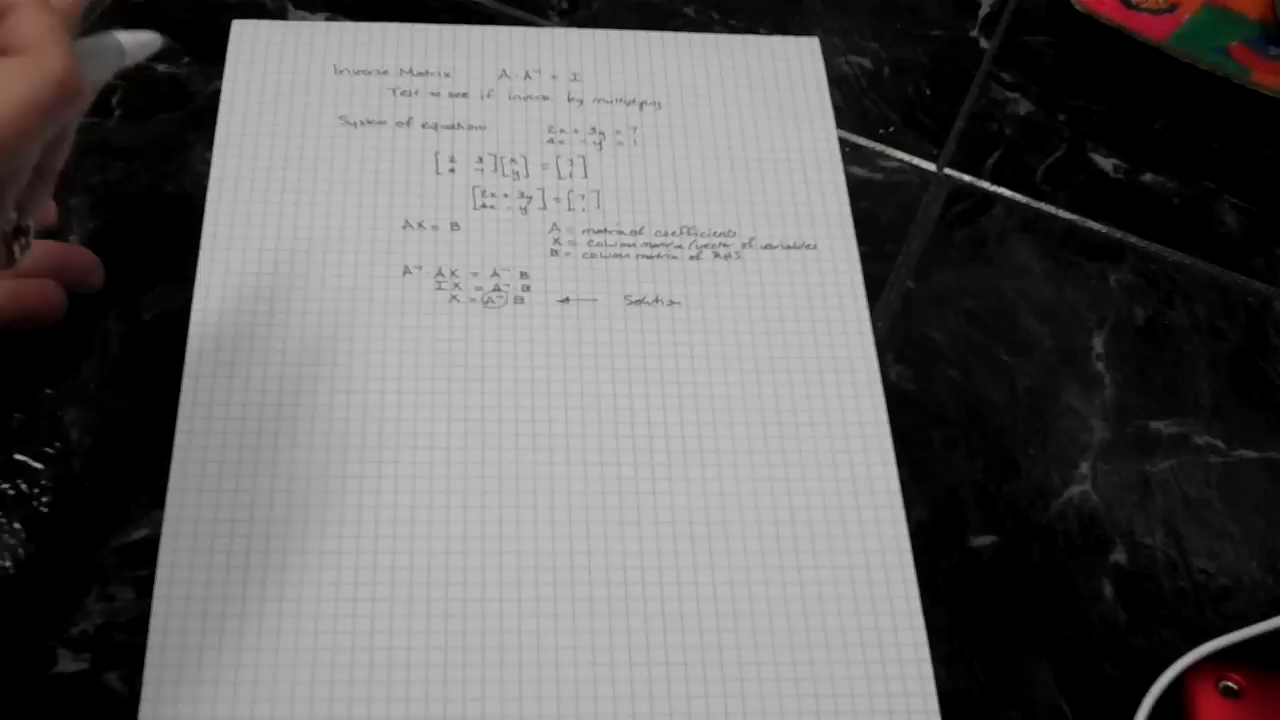 Inverse Matrix A · A⁻¹ = I
Test to see if inverse by multiplying
System of equations 2x + 3y = 7
4x - y = 1
[2 3] [x] = [7]
[4 -1] [y] [1]
[2x + 3y] = [7]
[4x - y] [1]
AX = B A = matrix of coefficients
X = column matrix/vector of variables
B = column matrix of RHS
A⁻¹ · AX = A⁻¹ B
IX = A⁻¹ B
X = A⁻¹ B ← Solution